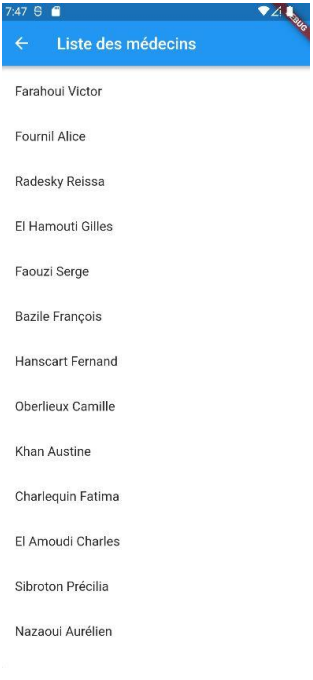 7:47
DEBUG
Liste des médecins
Farahoui Victor
Fournil Alice
Radesky Reissa
El Hamouti Gilles
Faouzi Serge
Bazile François
Hanscart Fernand
Oberlieux Camille
Khan Austine
Charlequin Fatima
El Amoudi Charles
Sibroton Précilia
Nazaoui Aurélien